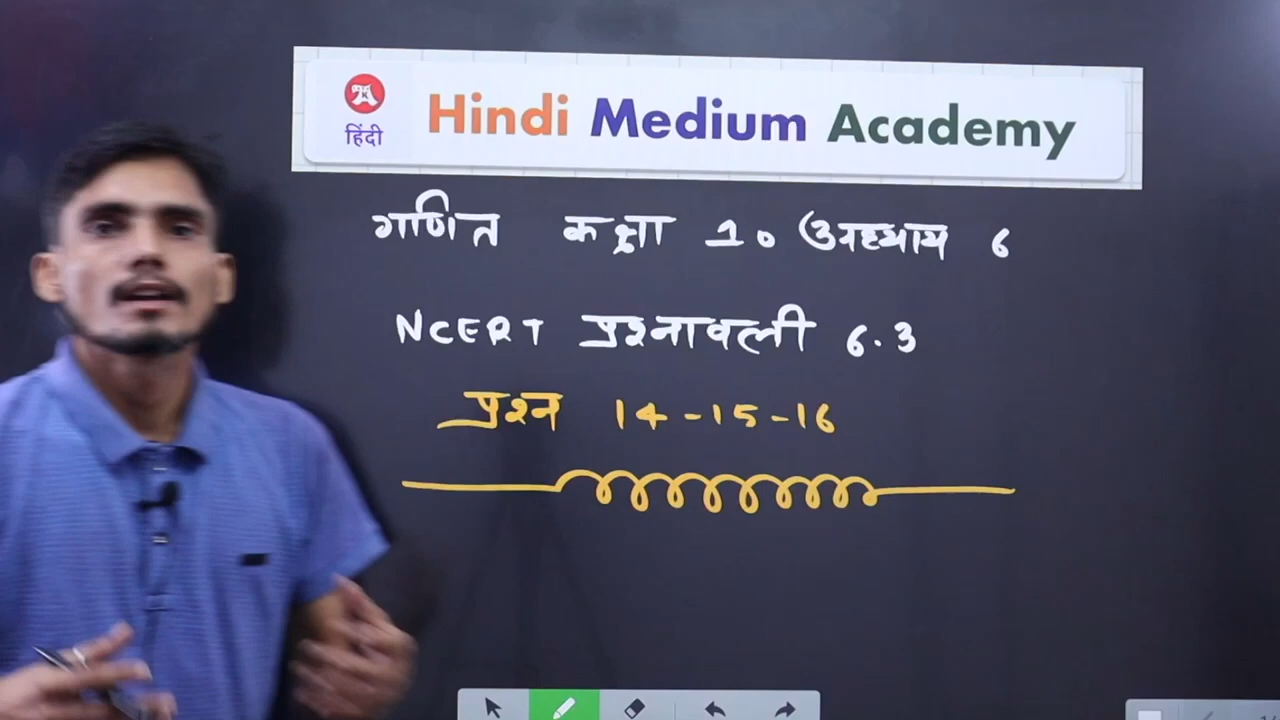 हिंदी
Hindi Medium Academy
गणित कक्षा 10 अध्याय 6
NCERT प्रश्नावली 6.3
प्रश्न 14-15-16